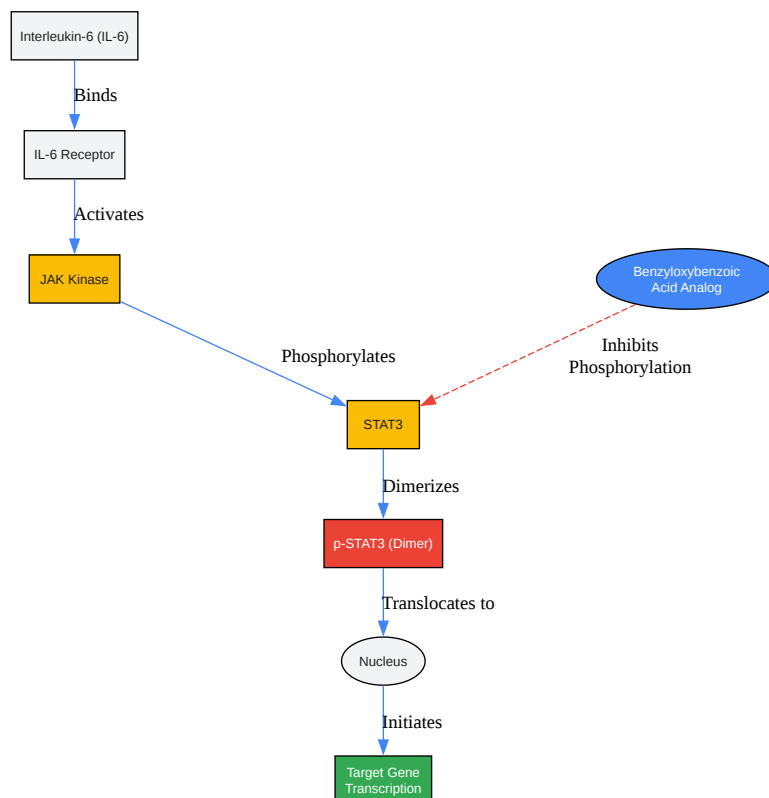 Interleukin-6 (IL-6)
Binds
IL-6 Receptor
Activates
JAK Kinase
Benzyloxybenzoic
Acid Analog
Phosphorylates
Inhibits
Phosphorylation
STAT3
Dimerizes
p-STAT3 (Dimer)
Translocates to
Nucleus
Initiates
Target Gene
Transcription